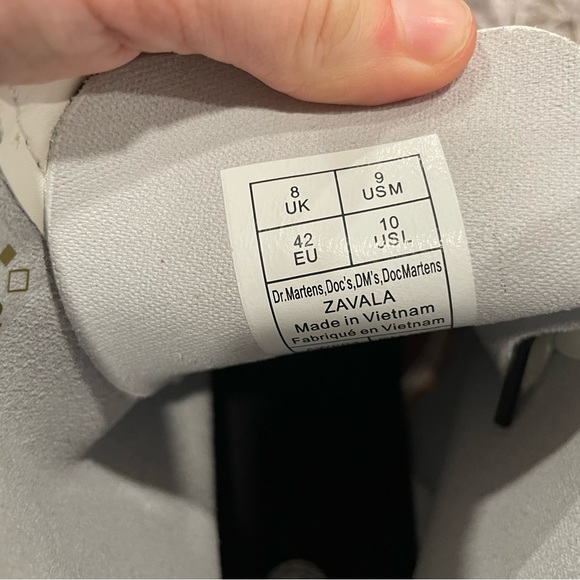 8 9
UK USM
42 10
EU USL
Dr.Martens,Doc's,DM's,DocMartens
ZAVALA
Made in Vietnam
Fabriqué en Vietnam